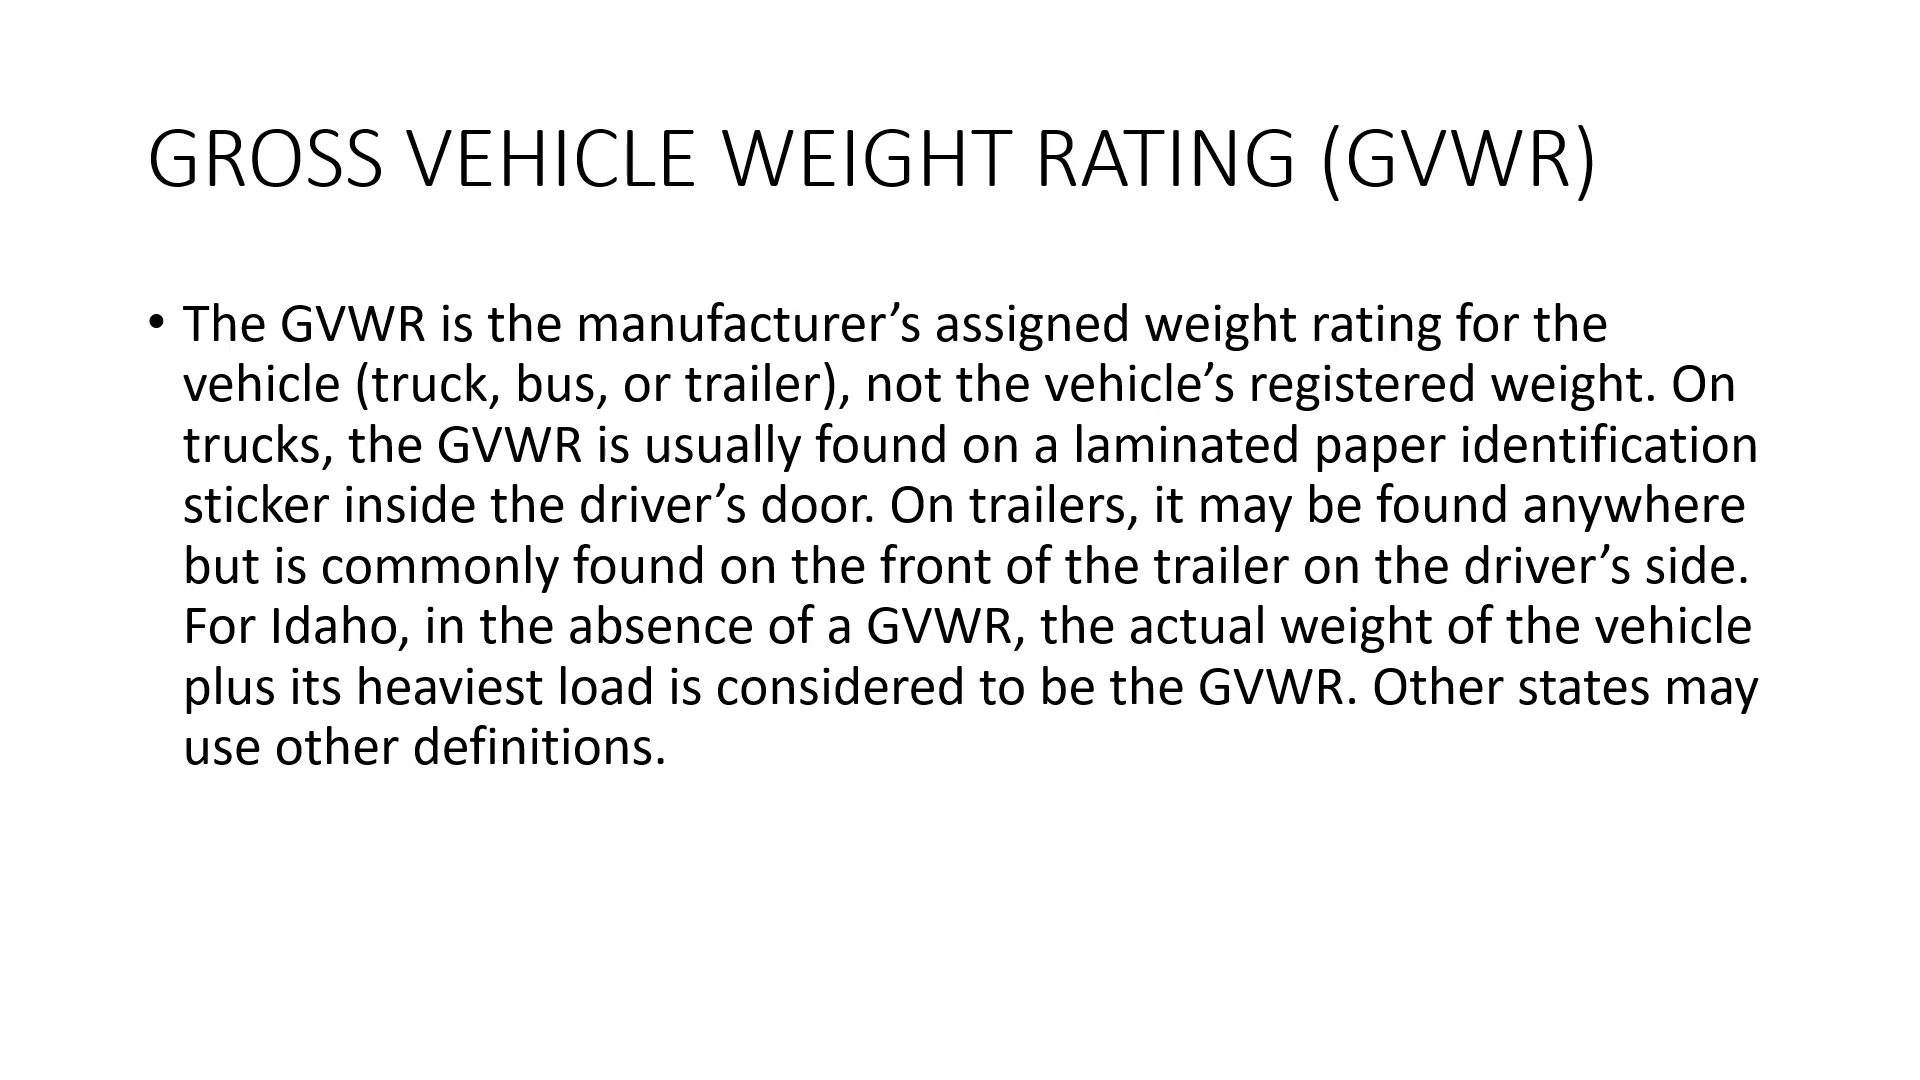 GROSS VEHICLE WEIGHT RATING (GVWR)
• The GVWR is the manufacturer’s assigned weight rating for the
vehicle (truck, bus, or trailer), not the vehicle’s registered weight. On
trucks, the GVWR is usually found on a laminated paper identification
sticker inside the driver’s door. On trailers, it may be found anywhere
but is commonly found on the front of the trailer on the driver’s side.
For Idaho, in the absence of a GVWR, the actual weight of the vehicle
plus its heaviest load is considered to be the GVWR. Other states may
use other definitions.